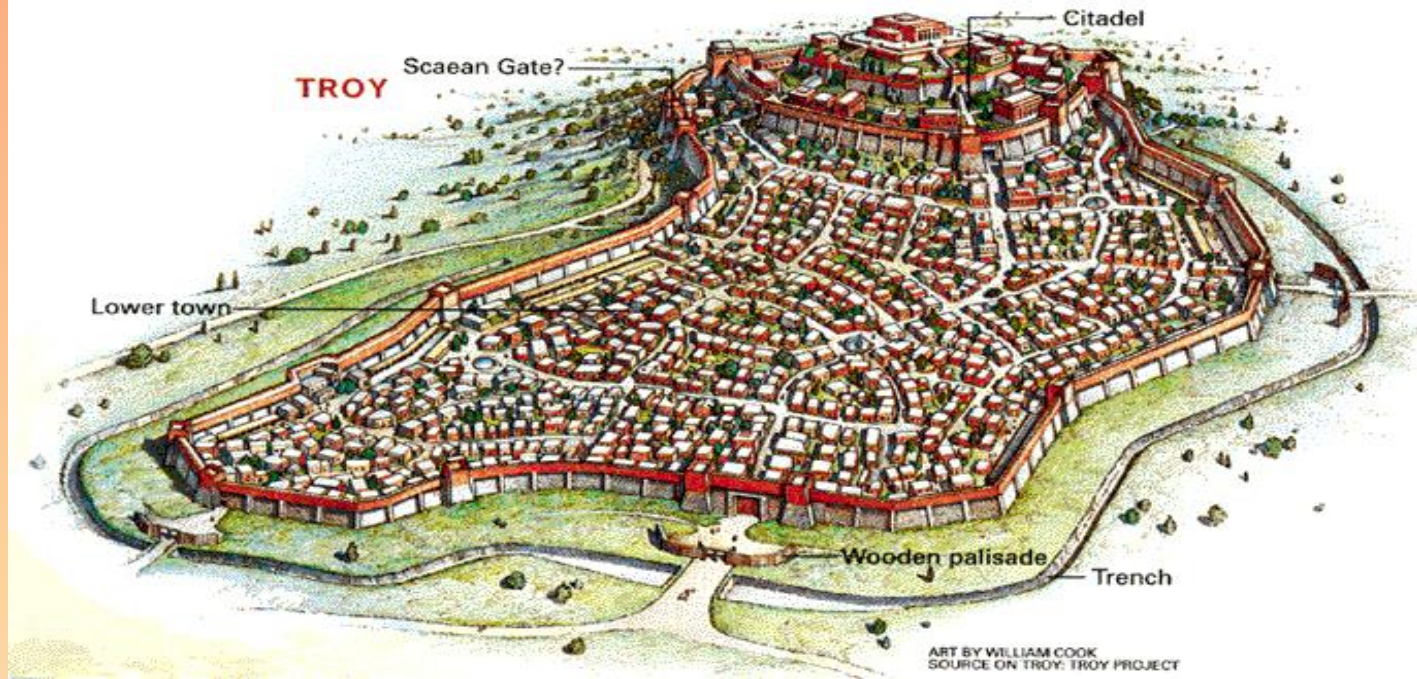 Citadel
Scaean Gate?
TROY
Lower town
Wooden palisade
Trench
ART BY WILLIAM COOK
SOURCE ON TROY: TROY PROJECT